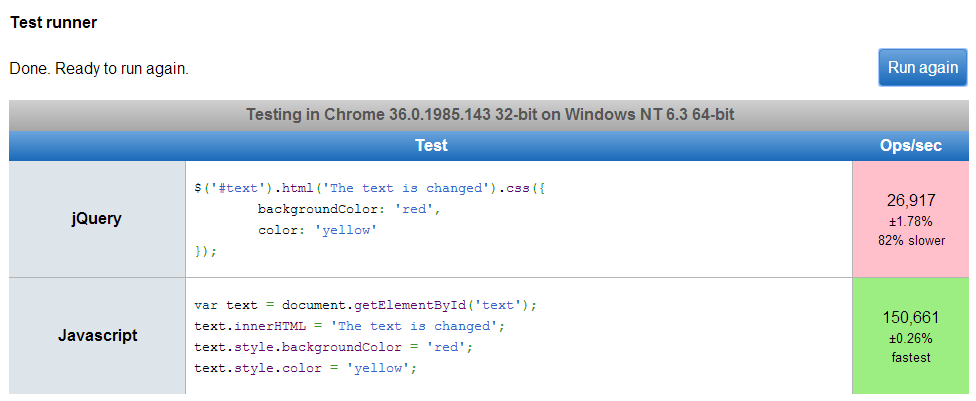 Test runner
Done. Ready to run again.
Run again
Testing in Chrome 36.0.1985.143 32-bit on Windows NT 6.3 64-bit
Test Ops/sec
jQuery
$('#text').html('The text is changed').css({
backgroundColor: 'red',
color: 'yellow'
});
26,917
±1.78%
82% slower
Javascript
var text = document.getElementById('text');
text.innerHTML = 'The text is changed';
text.style.backgroundColor = 'red';
text.style.color = 'yellow';
150,661
±0.26%
fastest